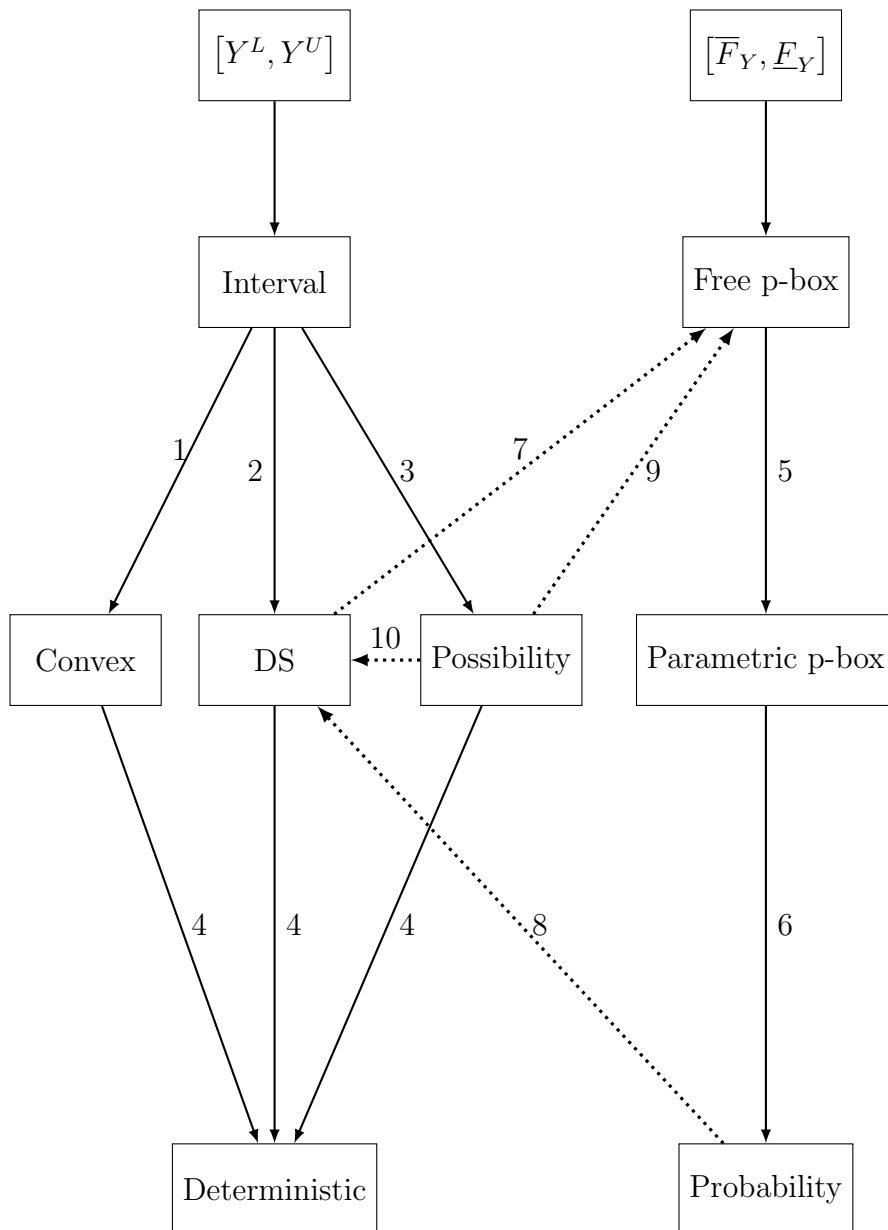 [Y^L, Y^U]
[F̅_Y, F̲_Y]
Interval
Free p-box
1
2
3
7
9
5
Convex
DS
10
Possibility
Parametric p-box
4
4
4
8
6
Deterministic
Probability